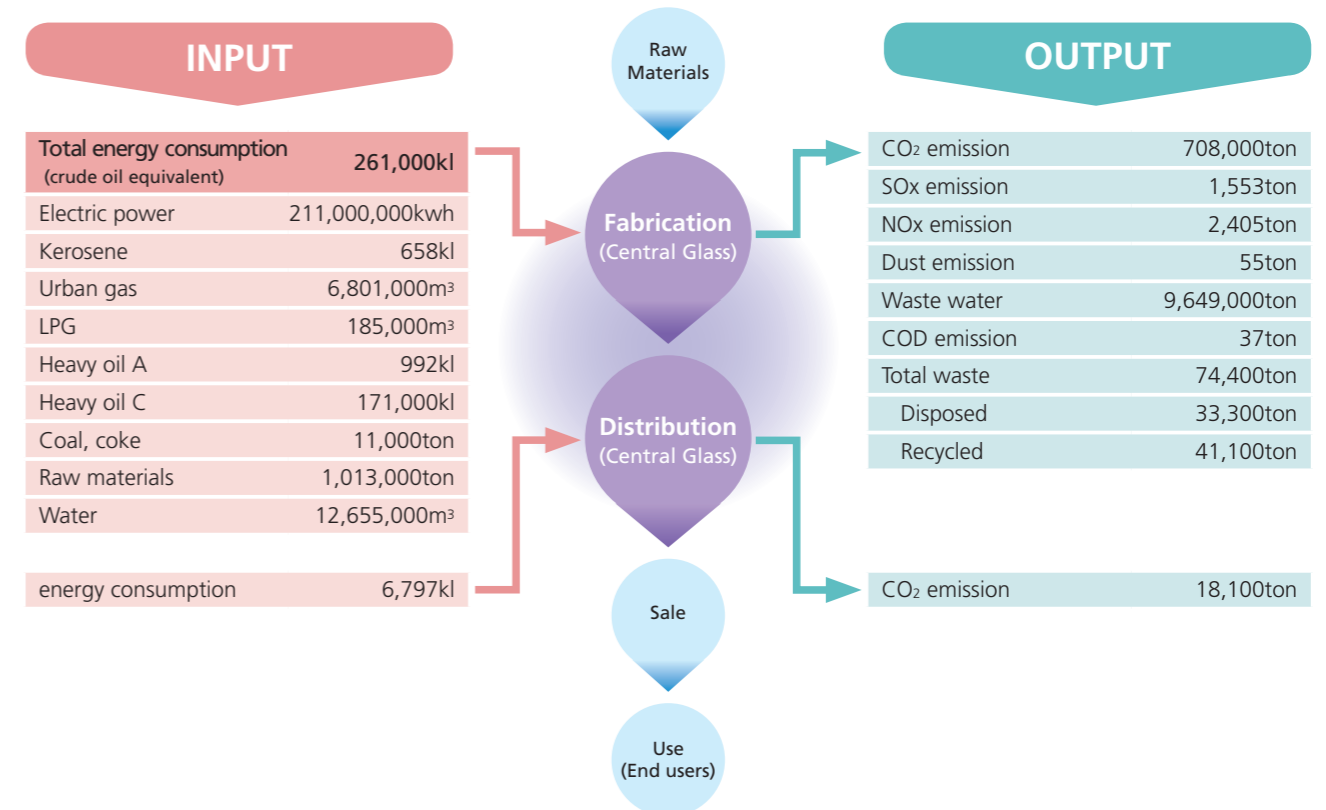 INPUT
Total energy consumption
(crude oil equivalent)
261,000kl
Electric power 211,000,000kwh
Kerosene 658kl
Urban gas 6,801,000m³
LPG 185,000m³
Heavy oil A 992kl
Heavy oil C 171,000kl
Coal, coke 11,000ton
Raw materials 1,013,000ton
Water 12,655,000m³
energy consumption 6,797kl
Raw
Materials
Fabrication
(Central Glass)
Distribution
(Central Glass)
Sale
Use
(End users)
OUTPUT
CO₂ emission 708,000ton
SOx emission 1,553ton
NOx emission 2,405ton
Dust emission 55ton
Waste water 9,649,000ton
COD emission 37ton
Total waste 74,400ton
Disposed 33,300ton
Recycled 41,100ton
CO₂ emission 18,100ton